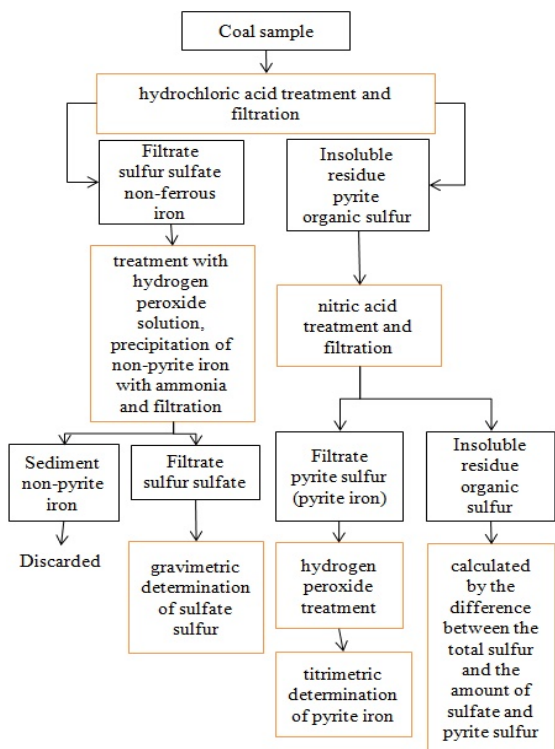 Coal sample
hydrochloric acid treatment and
filtration
Filtrate
sulfur sulfate
non-ferrous
iron
Insoluble
residue
pyrite
organic sulfur
treatment with
hydrogen
peroxide
solution,
precipitation of
non-pyrite iron
with ammonia
and filtration
nitric acid
treatment and
filtration
Sediment
non-pyrite
iron
Filtrate
sulfur sulfate
Filtrate
pyrite sulfur
(pyrite iron)
Insoluble
residue
organic
sulfur
Discarded
gravimetric
determination
of sulfate
sulfur
hydrogen
peroxide
treatment
calculated
by the
difference
between the
total sulfur
and the
amount of
sulfate and
pyrite sulfur
titrimetric
determination
of pyrite iron